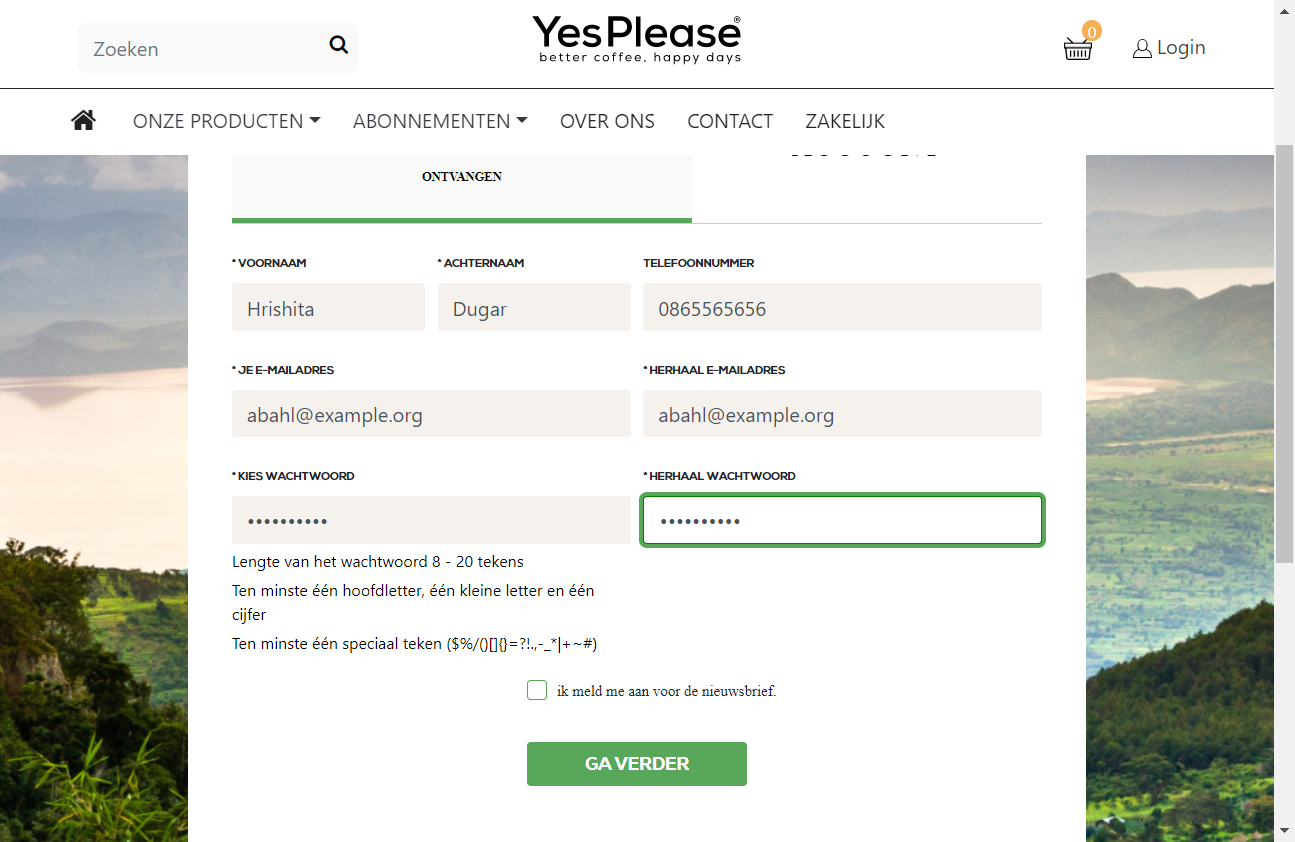 Zoeken
YesPlease®
better coffee, happy days
0
Login
ONZE PRODUCTEN
ABONNEMENTEN
OVER ONS
CONTACT
ZAKELIJK
ONTVANGEN
* VOORNAAM
* ACHTERNAAM
TELEFOONNUMMER
Hrishita
Dugar
0865565656
* JE E-MAILADRES
* HERHAAL E-MAILADRES
abahl@example.org
abahl@example.org
* KIES WACHTWOORD
* HERHAAL WACHTWOORD
••••••••••
••••••••••
Lengte van het wachtwoord 8 - 20 tekens
Ten minste één hoofdletter, één kleine letter en één
cijfer
Ten minste één speciaal teken ($%/()[]{}=?!.,-_*|+~#)
ik meld me aan voor de nieuwsbrief.
GA VERDER